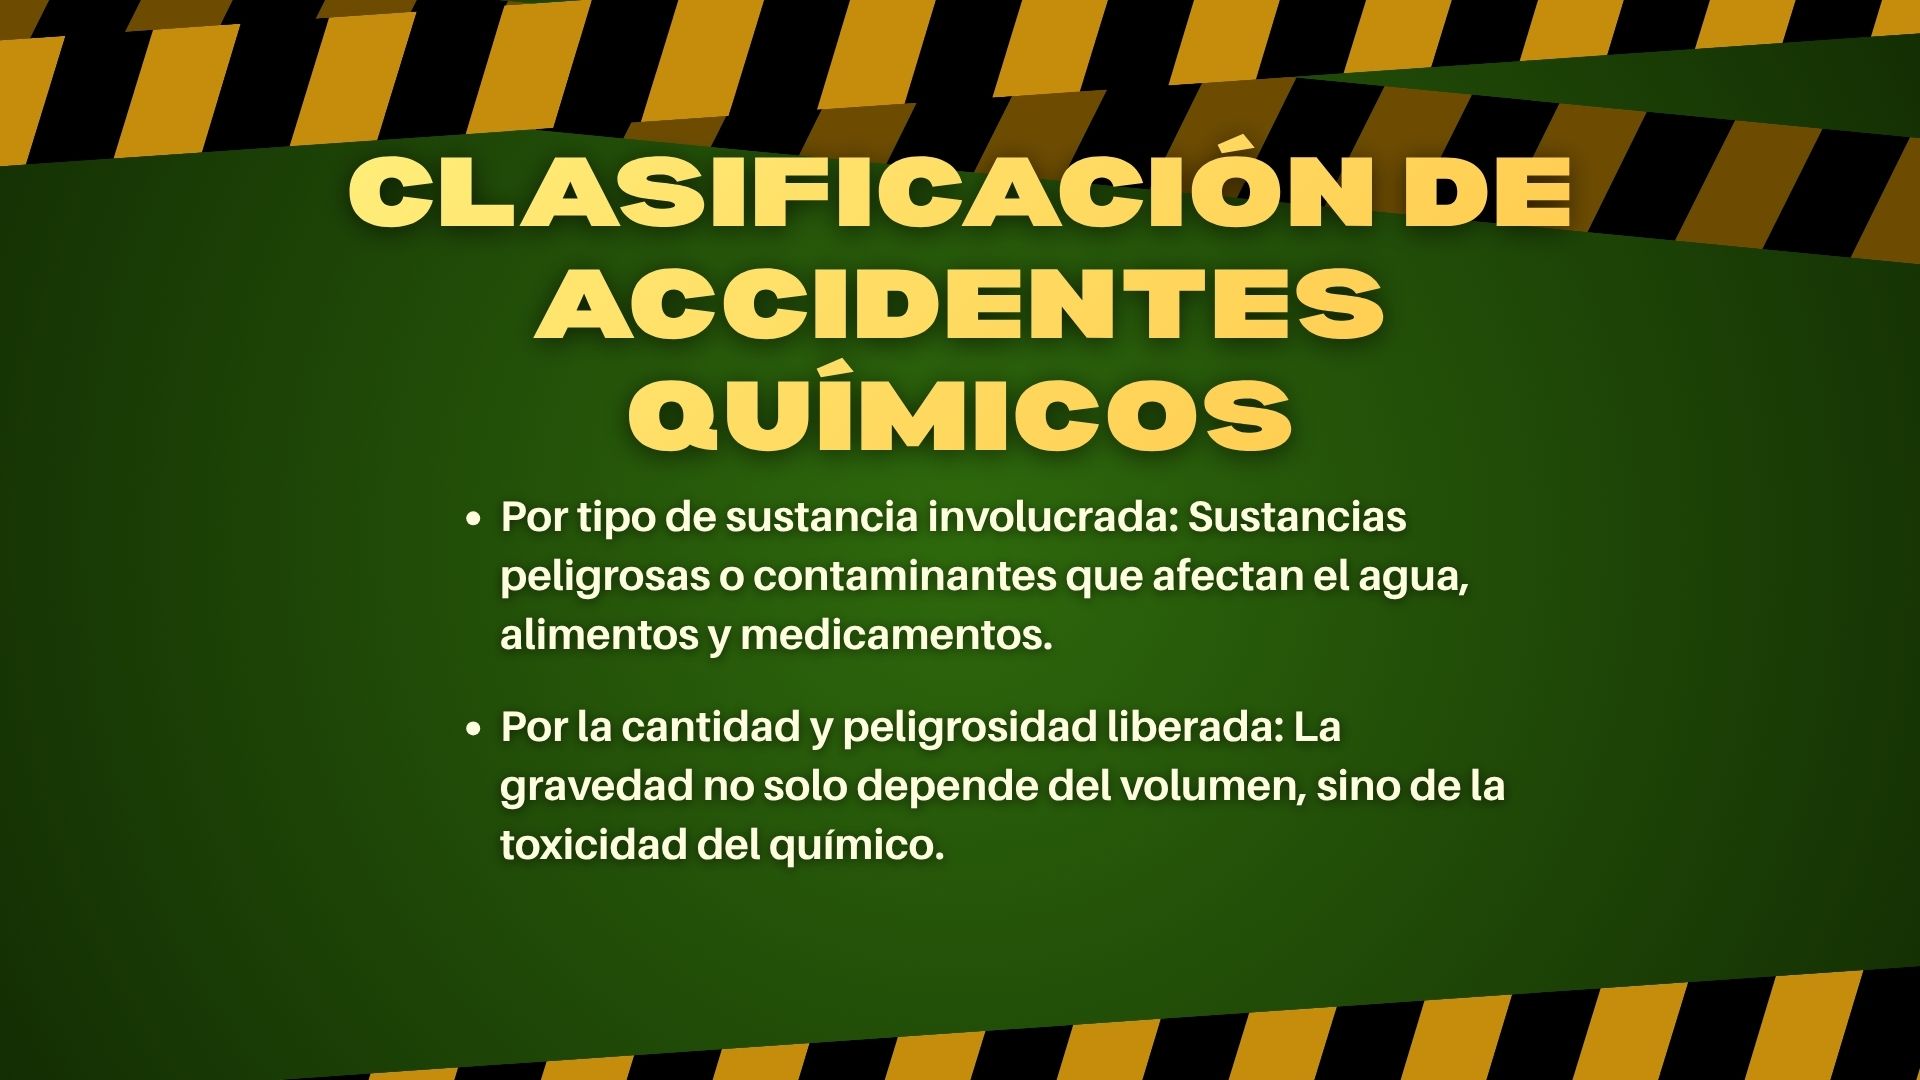 CLASIFICACIÓN DE
ACCIDENTES
QUÍMICOS
• Por tipo de sustancia involucrada: Sustancias
peligrosas o contaminantes que afectan el agua,
alimentos y medicamentos.
• Por la cantidad y peligrosidad liberada: La
gravedad no solo depende del volumen, sino de la
toxicidad del químico.